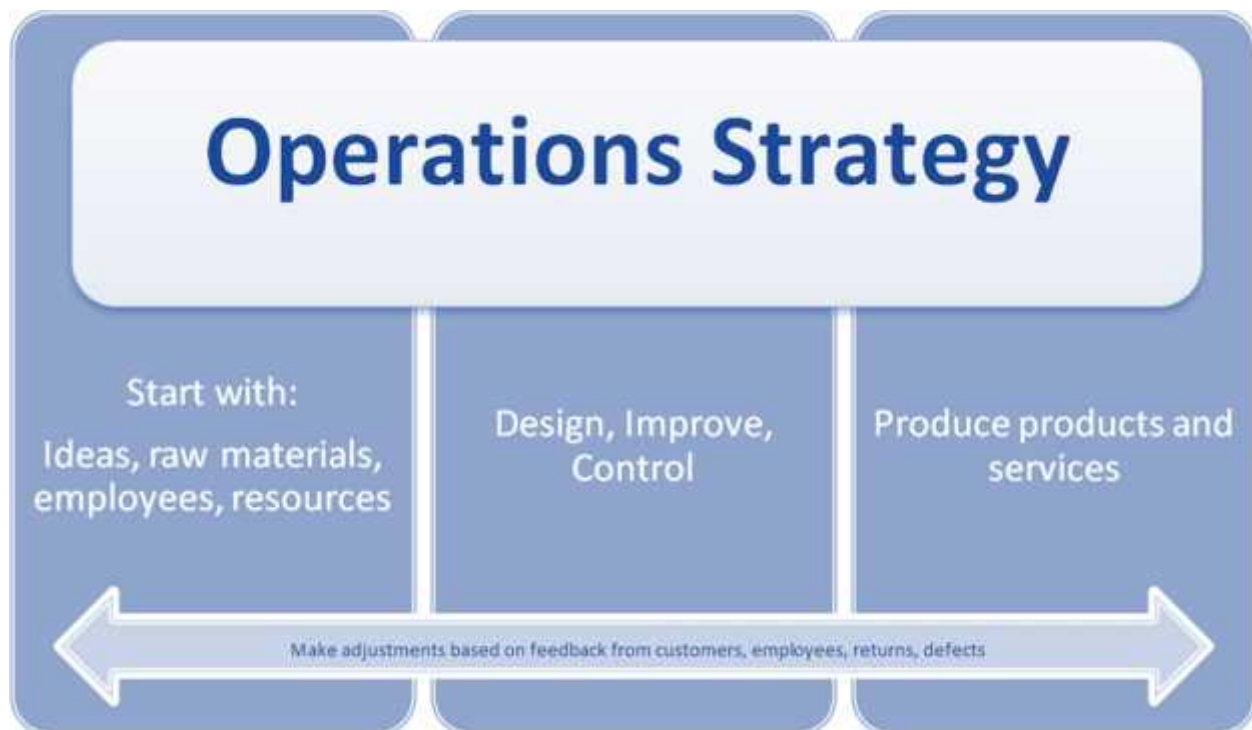 Operations Strategy
Start with:
Ideas, raw materials,
employees, resources
Design, Improve,
Control
Produce products and
services
Make adjustments based on feedback from customers, employees, returns, defects